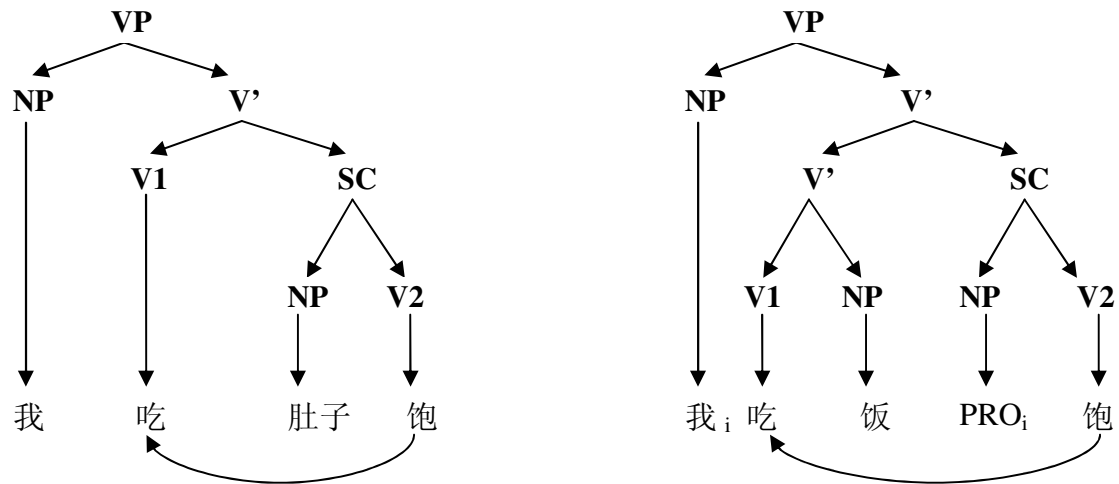 VP VP
NP V’ NP V’
V1 SC V’ SC
NP V2 V1 NP NP V2
我 吃 肚子 饱 我 i 吃 饭 PROi 饱